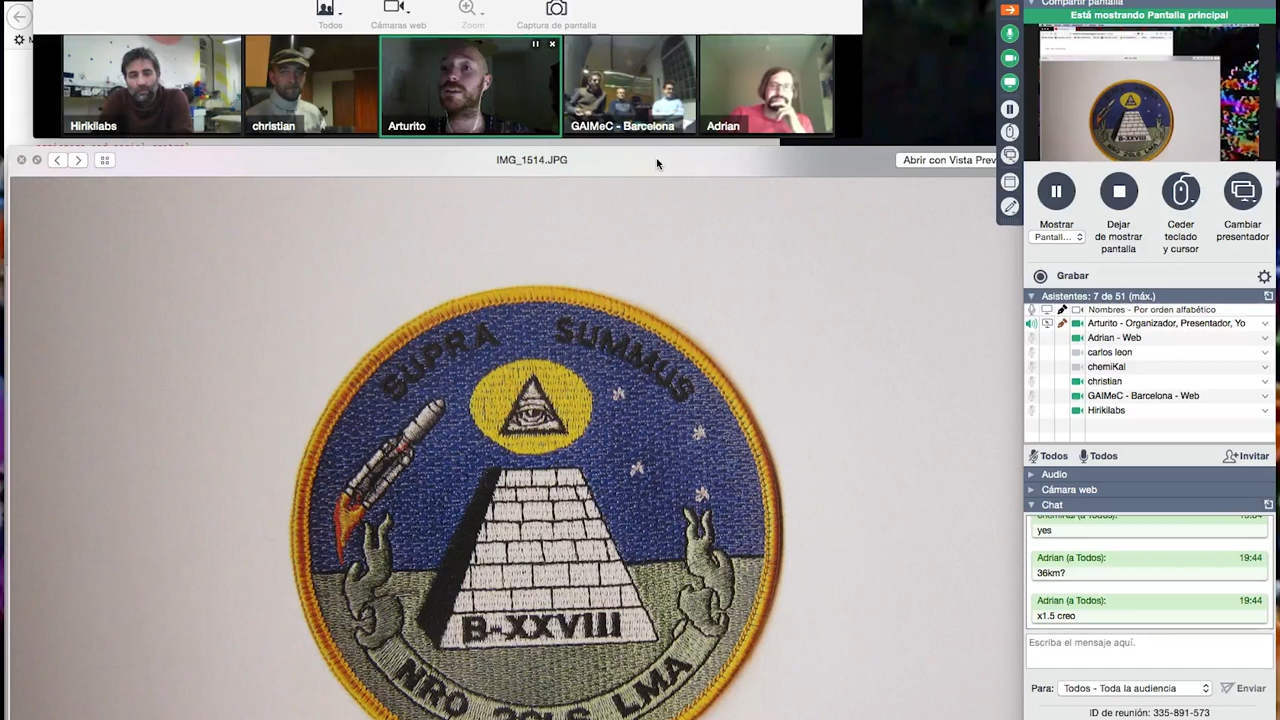 Todos
Cámaras web
Zoom
Captura de pantalla
Compartir pantalla
Está mostrando Pantalla principal
Hirikilabs
christian
Arturito
GAIMeC - Barcelona
Adrian
IMG_1514.JPG
Abrir con Vista Prev
SUPRA SUMMUS
B-XXVIII
Mostrar
Pantall...
Dejar
de mostrar
pantalla
Ceder
teclado
y cursor
Cambiar
presentador
Grabar
Asistentes: 7 de 51 (máx.)
Nombres - Por orden alfabético
Arturito - Organizador, Presentador, Yo
Adrian - Web
carlos leon
chemiKal
christian
GAIMeC - Barcelona - Web
Hirikilabs
Todos
Todos
Invitar
Audio
Cámara web
Chat
yes
Adrian (a Todos):
19:44
36km?
Adrian (a Todos):
19:44
x1.5 creo
Escriba el mensaje aquí.
Para:
Todos - Toda la audiencia
Enviar
ID de reunión: 335-891-573